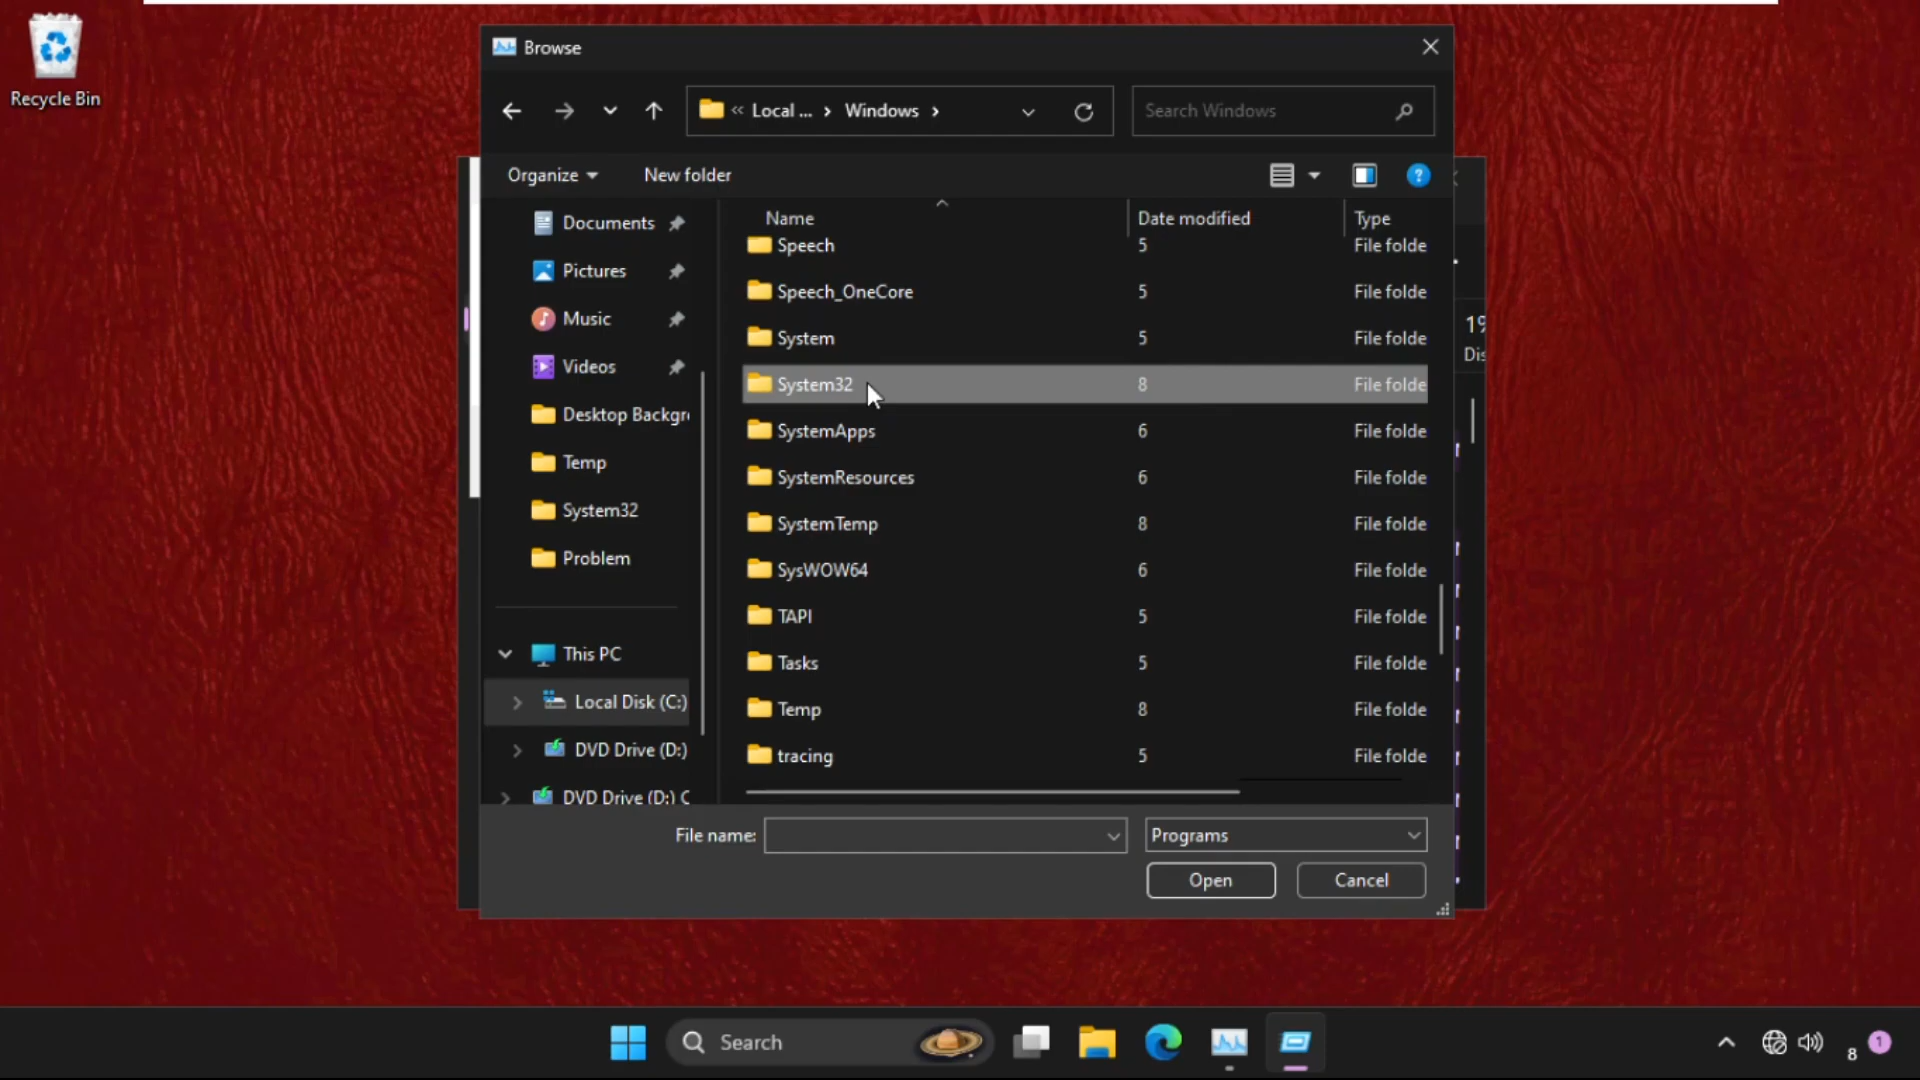 Recycle Bin
Browse
« Local ... › Windows ›
Search Windows
Organize
New folder
Name Date modified Type
Documents
Pictures
Music
Videos
Desktop Backgr
Temp
System32
Problem
This PC
Local Disk (C:)
DVD Drive (D:)
DVD Drive (D:) C
Speech 5 File folde
Speech_OneCore 5 File folde
System 5 File folde
System32 8 File folde
SystemApps 6 File folde
SystemResources 6 File folde
SystemTemp 8 File folde
SysWOW64 6 File folde
TAPI 5 File folde
Tasks 5 File folde
Temp 8 File folde
tracing 5 File folde
File name:
Programs
Open
Cancel
Search
8
1